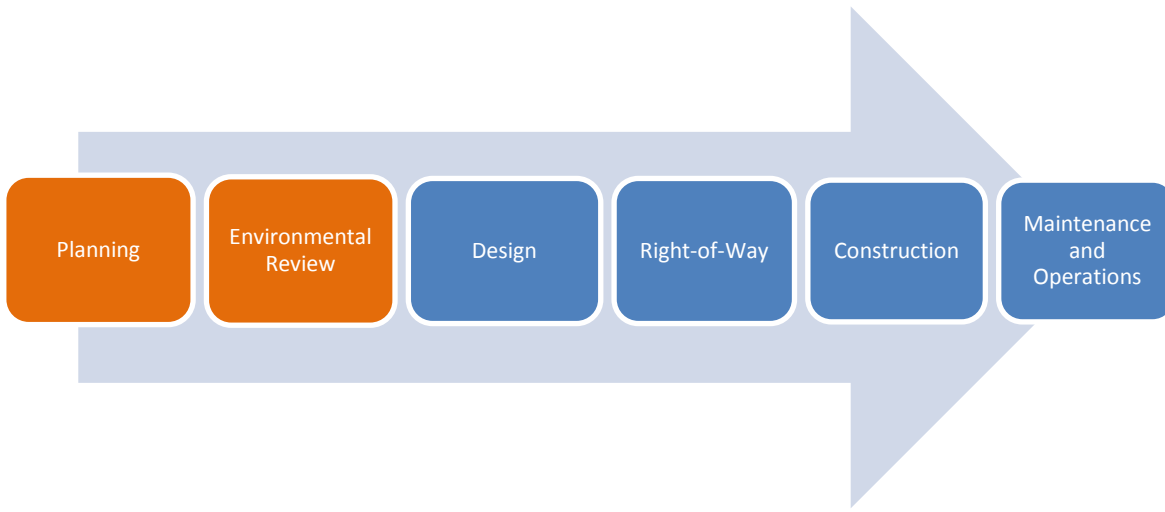 Planning
Environmental
Review
Design
Right-of-Way
Construction
Maintenance
and
Operations